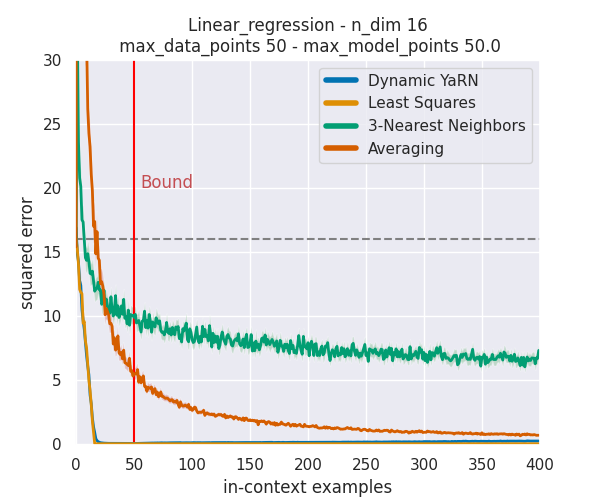 Linear_regression - n_dim 16
max_data_points 50 - max_model_points 50.0
30
25
20
15
10
5
0
squared error
Dynamic YaRN
Least Squares
3-Nearest Neighbors
Averaging
Bound
0 50 100 150 200 250 300 350 400
in-context examples